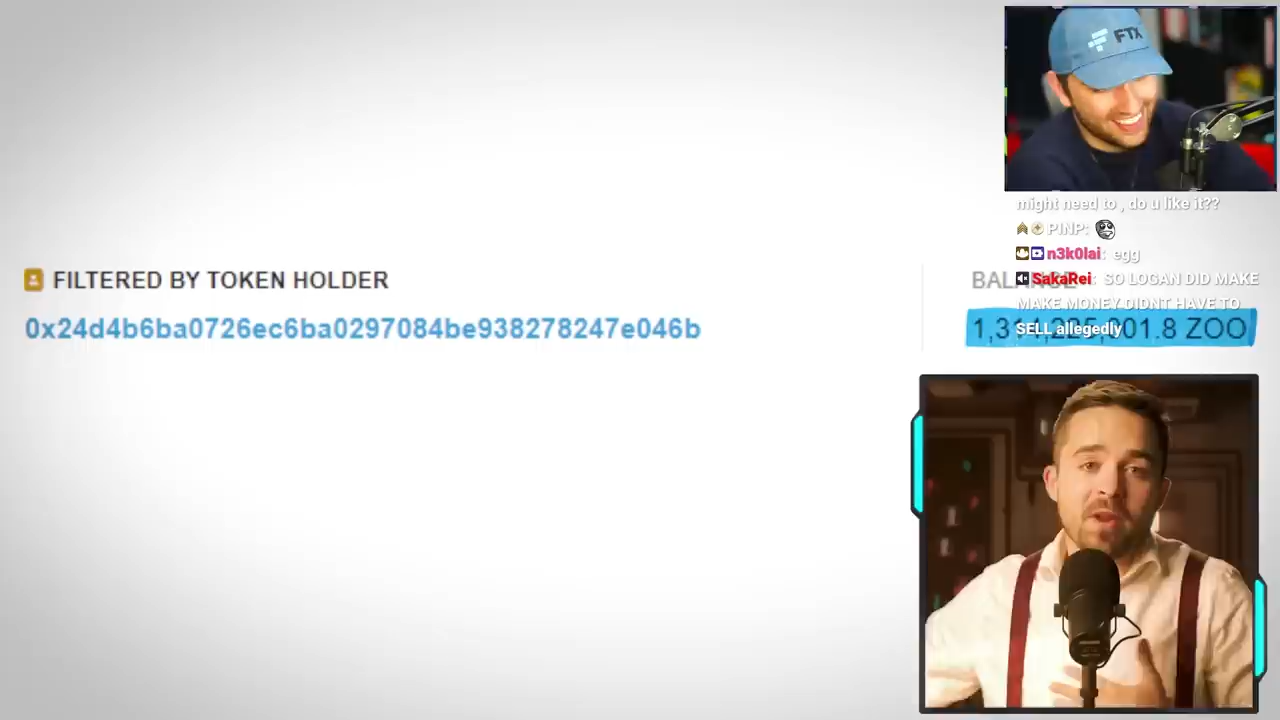 FTX
might need to , do u like it??
PINP:
n3k0lai: egg
FILTERED BY TOKEN HOLDER
SakaRei: SO LOGAN DID MAKE
MAKE MONEY DIDNT HAVE TO
SELL allegedly
0x24d4b6ba0726ec6ba0297084be938278247e046b
ZOO